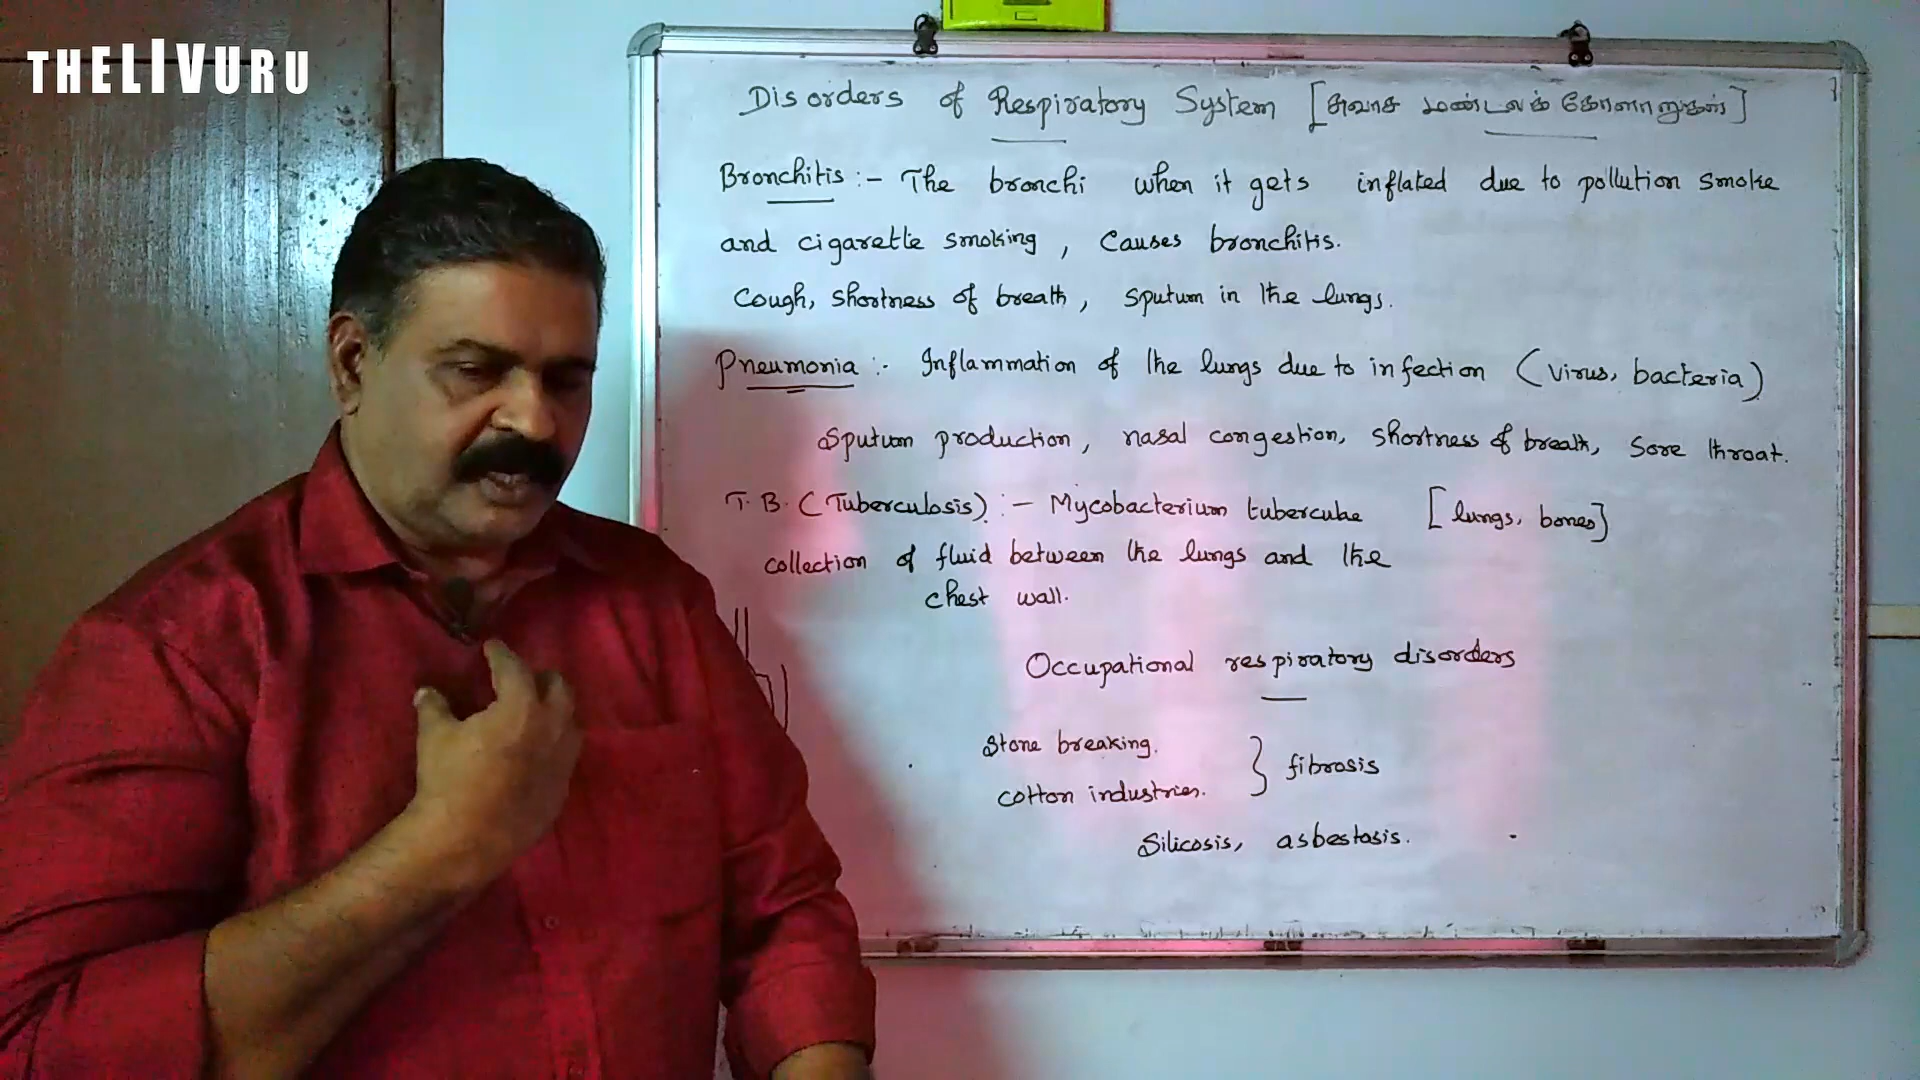 THELIVURU
Disorders of Respiratory System [சுவாச மண்டலக் கோளாறுகள்]
Bronchitis :- The bronchi when it gets inflated due to pollution smoke
and cigarette smoking , causes bronchitis.
Cough, shortness of breath, sputum in the lungs.
Pneumonia :- Inflammation of the lungs due to infection (virus, bacteria)
Sputum production, nasal congestion, shortness of breath, sore throat.
T.B. (Tuberculosis) :- Mycobacterium [lungs, bones]
collection of fluid between the lungs and the
chest wall.
Occupational respiratory disorders
Stone breaking.
Cotton industries. } fibrosis
Silicosis, asbestosis.